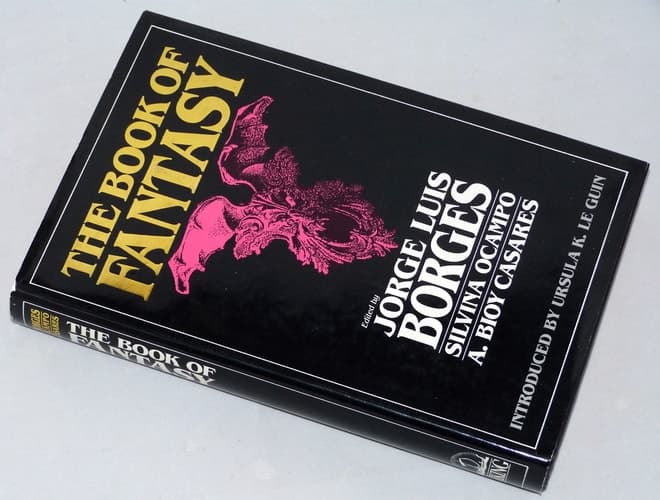 THE BOOK OF
FANTASY
Edited by
JORGE LUIS
BORGES
SILVINA OCAMPO
A. BIOY CASARES
INTRODUCED BY URSULA K. LE GUIN
THE BOOK OF
FANTASY